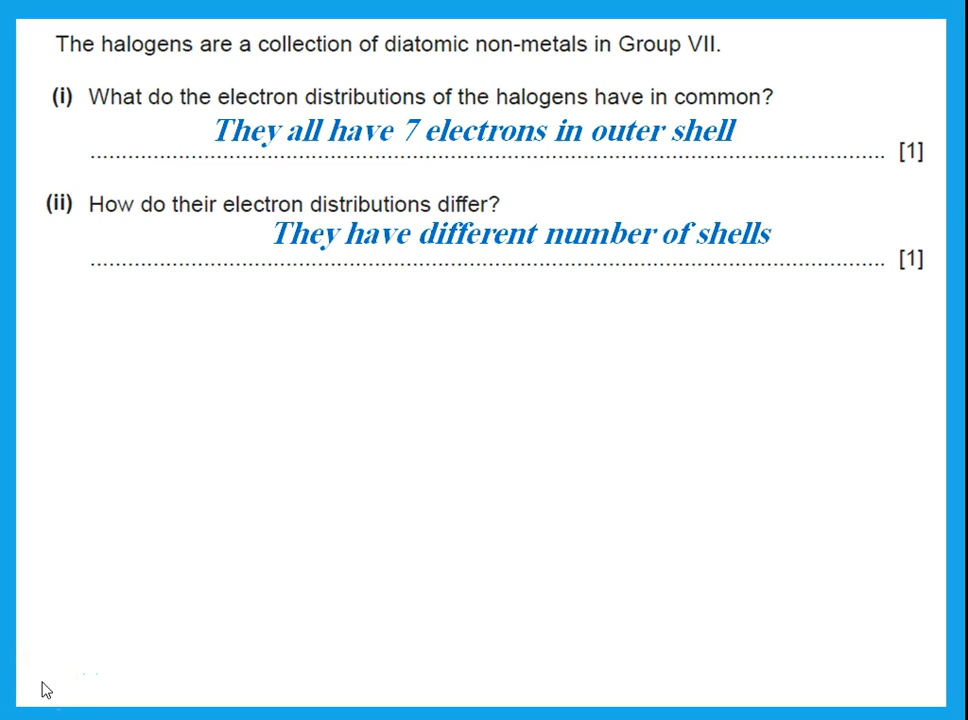 The halogens are a collection of diatomic non-metals in Group VII.
(i) What do the electron distributions of the halogens have in common?
They all have 7 electrons in outer shell
.......................................................................................................................... [1]
(ii) How do their electron distributions differ?
They have different number of shells
.......................................................................................................................... [1]